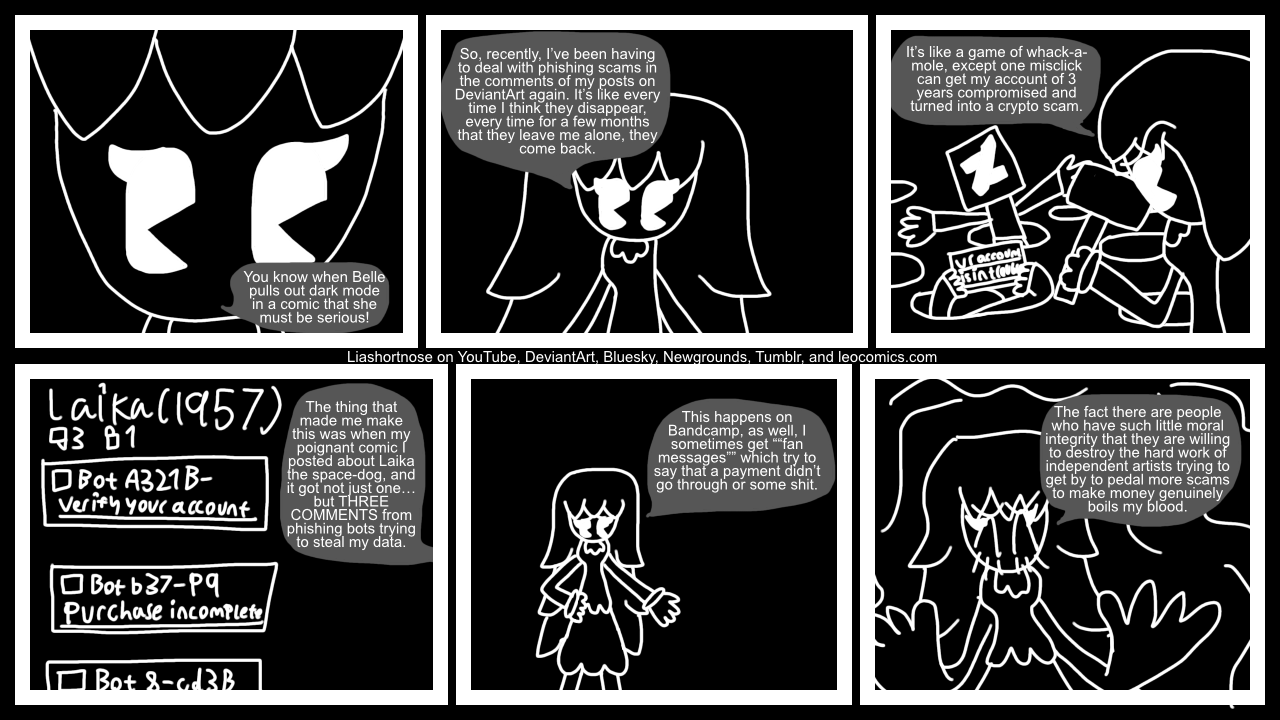 You know when Belle
pulls out dark mode
in a comic that she
must be serious!
So, recently, I've been having
to deal with phishing scams in
the comments of my posts on
DeviantArt again. It's like every
time I think they disappear,
every time for a few months
that they leave me alone, they
come back.
It's like a game of whack-a-
mole, except one misclick
can get my account of 3
years compromised and
turned into a crypto scam.
ur account
is in trouble
Liashortnose on YouTube, DeviantArt, Bluesky, Newgrounds, Tumblr, and leocomics.com
Laika (1957)
3 1
Bot A321B-
Verify your account
Bot b37-P9
Purchase incomplete
Bot 8-cd3B
The thing that
made me make
this was when my
poignant comic I
posted about Laika
the space-dog, and
it got not just one...
but THREE
COMMENTS from
phishing bots trying
to steal my data.
This happens on
Bandcamp, as well, I
sometimes get ““fan
messages”” which try to
say that a payment didn't
go through or some shit.
The fact there are people
who have such little moral
integrity that they are willing
to destroy the hard work of
independent artists trying to
get by to pedal more scams
to make money genuinely
boils my blood.